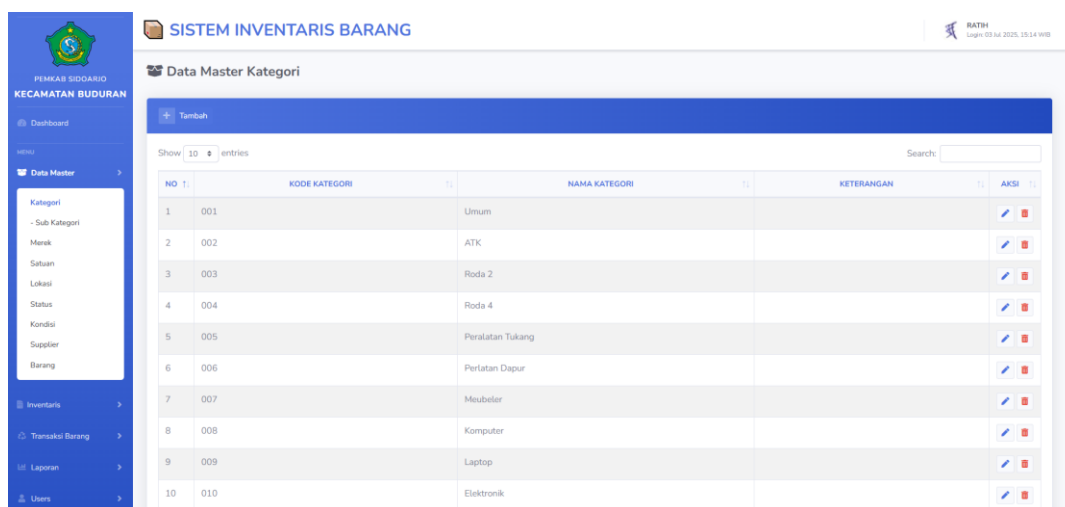 PEMKAB SIDOARJO
KECAMATAN BUDURAN
Dashboard
MENU
Data Master
Kategori
- Sub Kategori
Merek
Satuan
Lokasi
Status
Kondisi
Supplier
Barang
Inventaris
Transaksi Barang
Laporan
Users
SISTEM INVENTARIS BARANG
RATIH
Login: 03 Jul 2025, 15:14 WIB
Data Master Kategori
+ Tambah
Show 10 entries
Search:
NO KODE KATEGORI NAMA KATEGORI KETERANGAN AKSI
1 001 Umum
2 002 ATK
3 003 Roda 2
4 004 Roda 4
5 005 Peralatan Tukang
6 006 Perlatan Dapur
7 007 Meubeler
8 008 Komputer
9 009 Laptop
10 010 Elektronik